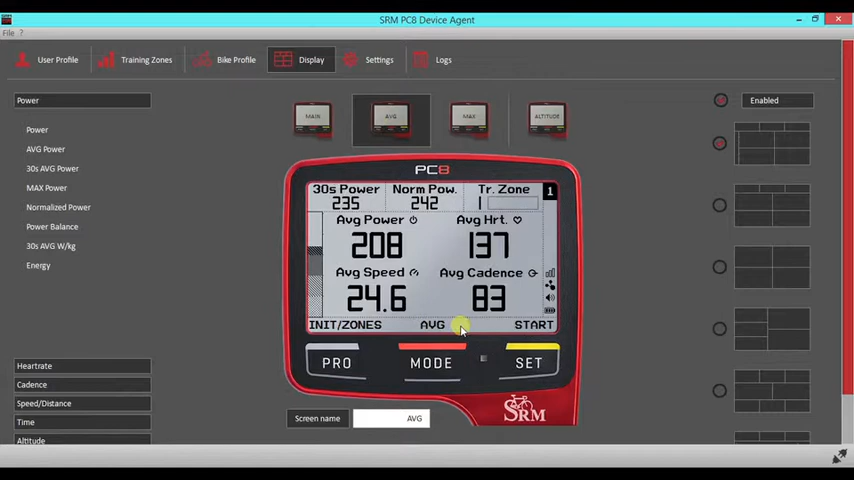 SRM PC8 Device Agent
File ?
User Profile
Training Zones
Bike Profile
Display
Settings
Logs
Power
Power
AVG Power
30s AVG Power
MAX Power
Normalized Power
Power Balance
30s AVG W/kg
Energy
Heartrate
Cadence
Speed/Distance
Time
Altitude
MAIN
AVG
MAX
ALTITUDE
PC8
30s Power
Norm Pow.
Tr. Zone
1
235
242
1
Avg Power
Avg Hrt.
208
137
Avg Speed
Avg Cadence
24.6
83
INIT/ZONES
AVG
START
PRO
MODE
SET
SRM
Screen name
AVG
Enabled